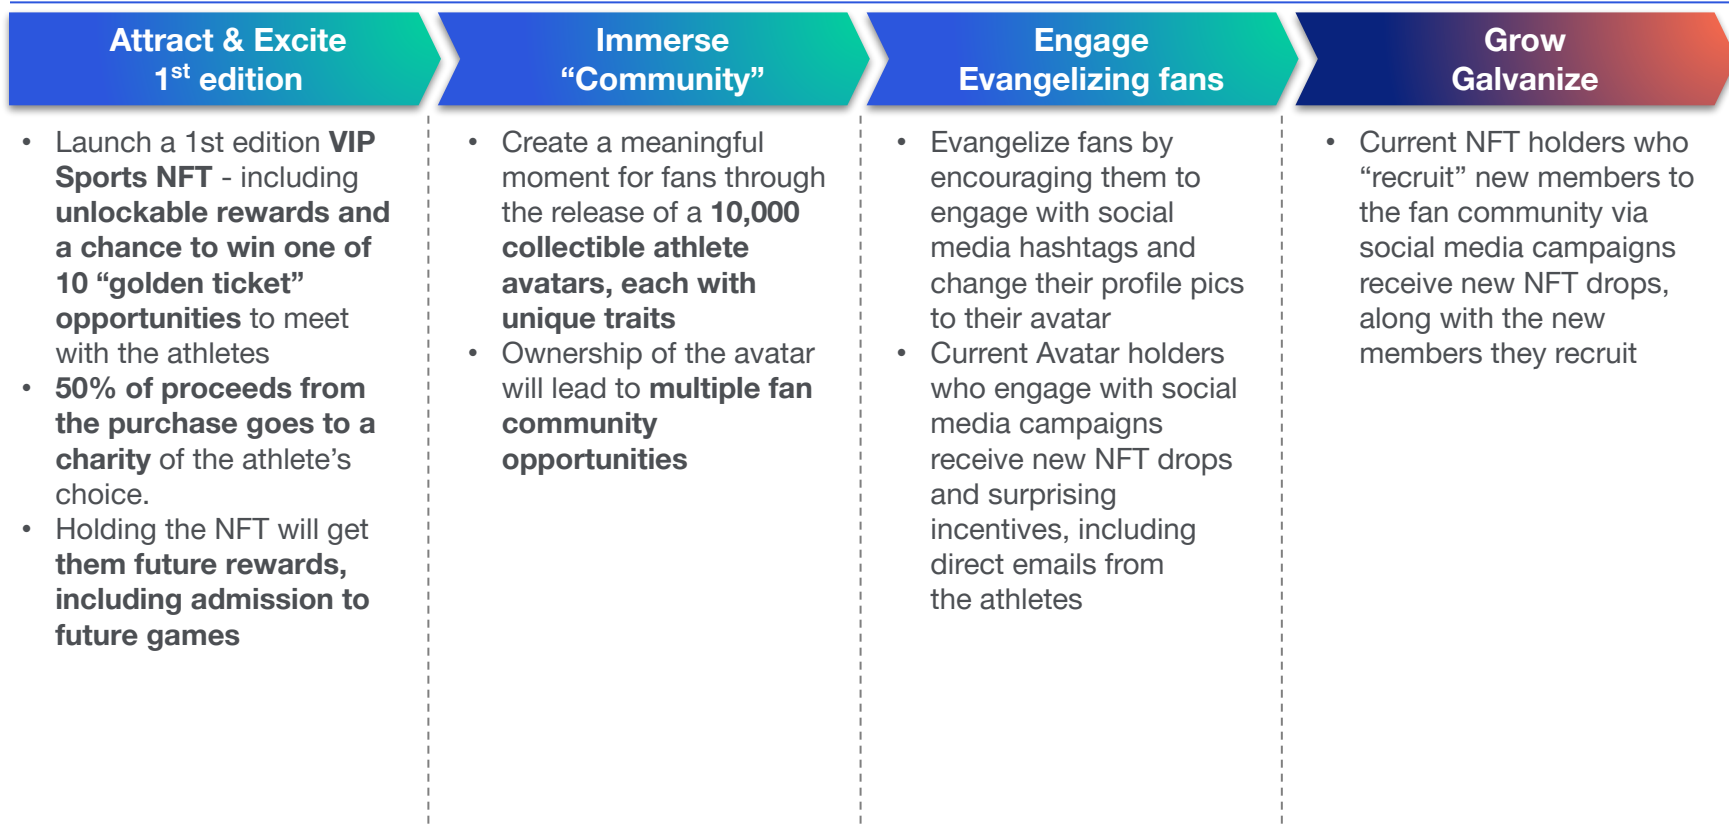 Attract & Excite
1st edition
• Launch a 1st edition VIP
Sports NFT - including
unlockable rewards and
a chance to win one of
10 “golden ticket”
opportunities to meet
with the athletes
• 50% of proceeds from
the purchase goes to a
charity of the athlete’s
choice.
• Holding the NFT will get
them future rewards,
including admission to
future games
Immerse
“Community”
• Create a meaningful
moment for fans through
the release of a 10,000
collectible athlete
avatars, each with
unique traits
• Ownership of the avatar
will lead to multiple fan
community
opportunities
Engage
Evangelizing fans
• Evangelize fans by
encouraging them to
engage with social
media hashtags and
change their profile pics
to their avatar
• Current Avatar holders
who engage with social
media campaigns
receive new NFT drops
and surprising
incentives, including
direct emails from
the athletes
Grow
Galvanize
• Current NFT holders who
“recruit” new members to
the fan community via
social media campaigns
receive new NFT drops,
along with the new
members they recruit